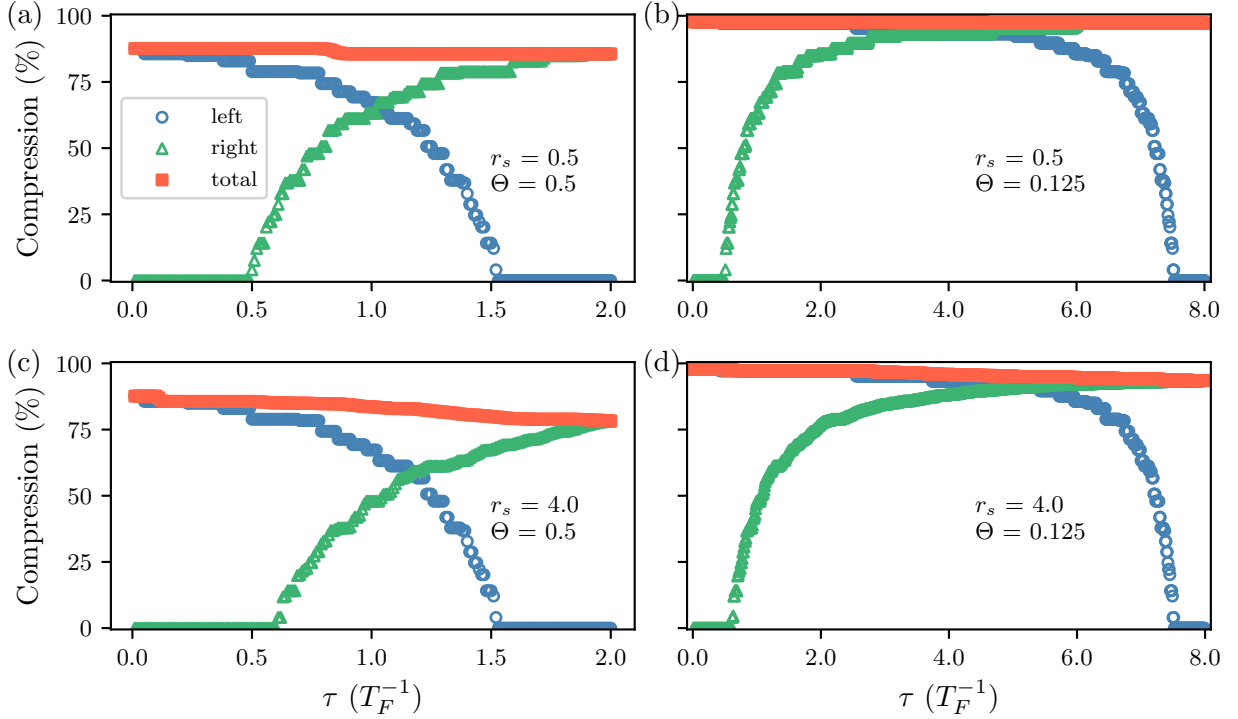 (a)
100
75
50
25
0
Compression (%)
left
right
total
r_s = 0.5
Θ = 0.5
0.0 0.5 1.0 1.5 2.0
(b)
r_s = 0.5
Θ = 0.125
0.0 2.0 4.0 6.0 8.0
(c)
100
75
50
25
0
Compression (%)
r_s = 4.0
Θ = 0.5
0.0 0.5 1.0 1.5 2.0
τ (T_F^{-1})
(d)
r_s = 4.0
Θ = 0.125
0.0 2.0 4.0 6.0 8.0
τ (T_F^{-1})